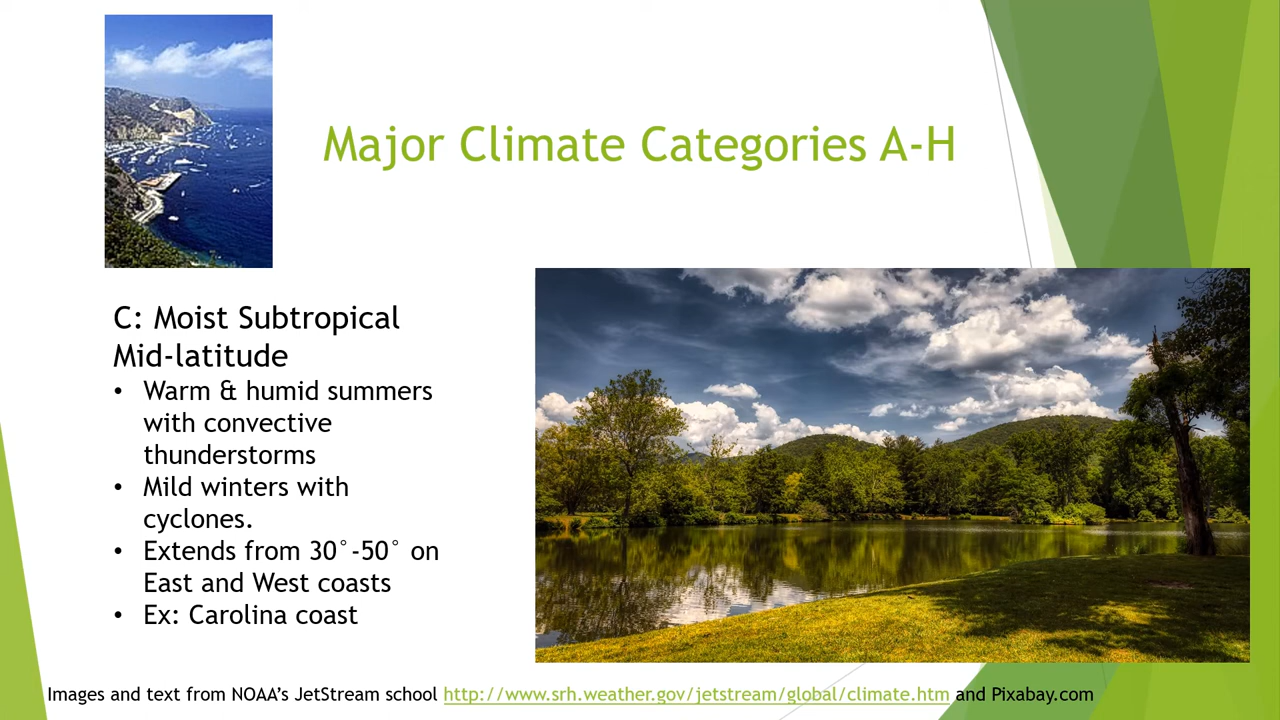 Major Climate Categories A-H
C: Moist Subtropical
Mid-latitude
• Warm & humid summers
with convective
thunderstorms
• Mild winters with
cyclones.
• Extends from 30°-50° on
East and West coasts
• Ex: Carolina coast
Images and text from NOAA’s JetStream school http://www.srh.weather.gov/jetstream/global/climate.htm and Pixabay.com